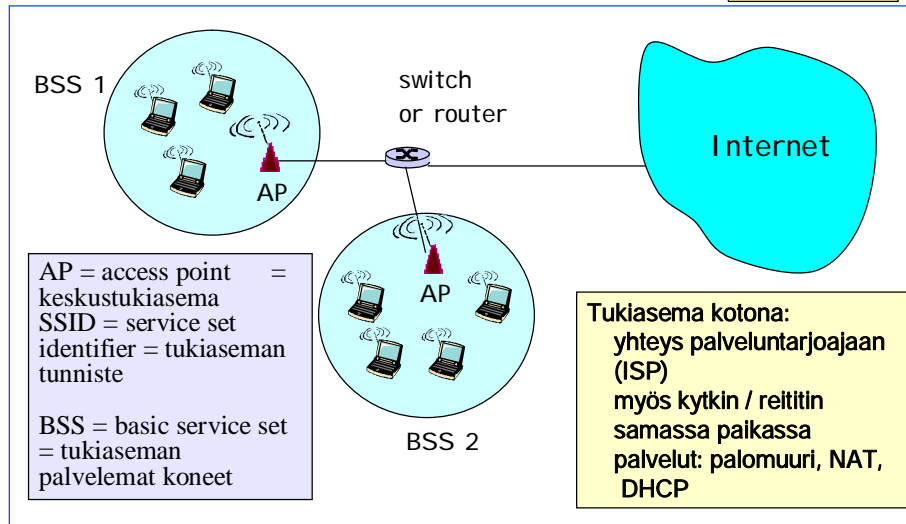 BSS 1
switch
or router
Internet
AP
AP
BSS 2
AP = access point =
keskustukiasema
SSID = service set
identifier = tukiaseman
tunniste
BSS = basic service set
= tukiaseman
palvelemat koneet
Tukiasema kotona:
yhteys palveluntarjoajaan
(ISP)
myös kytkin / reititin
samassa paikassa
palvelut: palomuuri, NAT,
DHCP